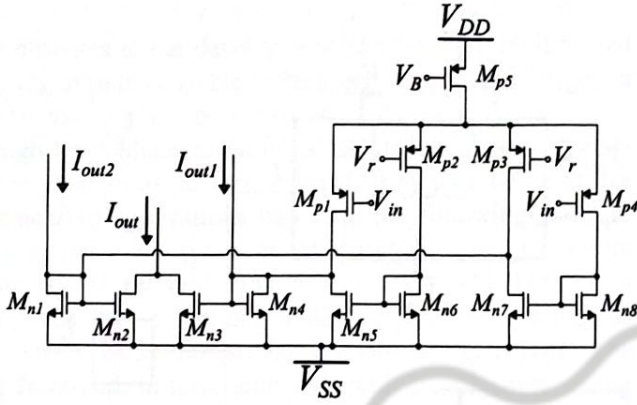 V_DD
V_B
M_p5
I_out2
I_out1
I_out
V_r
M_p2
M_p3
V_r
M_p1
V_in
V_in
M_p4
M_n1
M_n2
M_n3
M_n4
M_n5
M_n6
M_n7
M_n8
V_SS